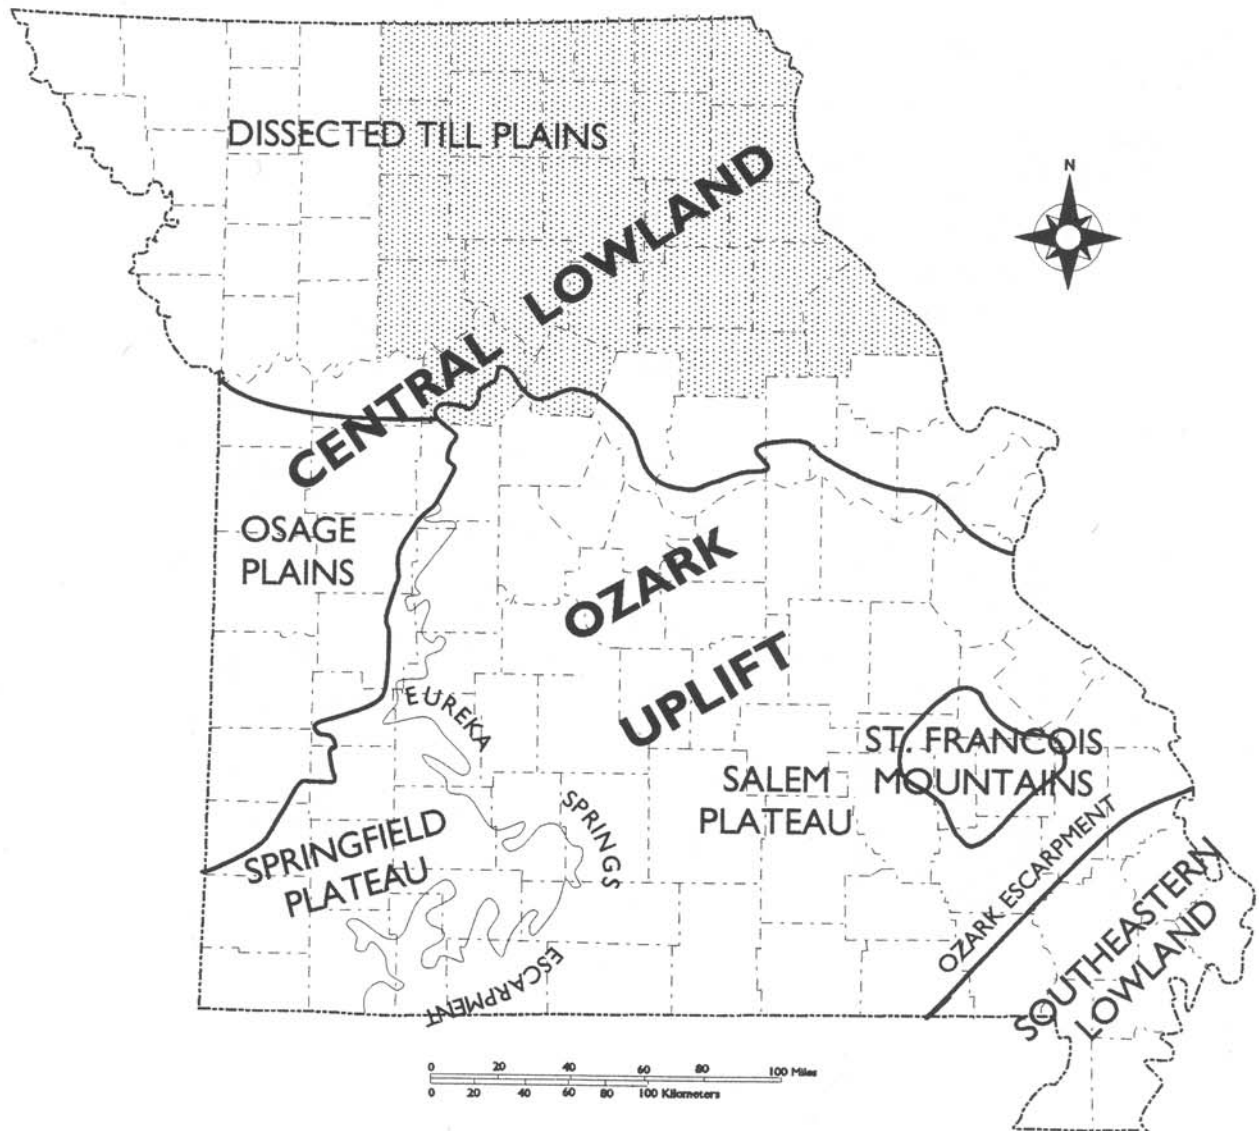 DISSECTED TILL PLAINS
N
CENTRAL LOWLAND
OSAGE
PLAINS
OZARK
UPLIFT
EUREKA
SPRINGS
ESCARPMENT
ST. FRANCOIS
MOUNTAINS
SALEM
PLATEAU
SPRINGFIELD
PLATEAU
OZARK ESCARPMENT
SOUTHEASTERN
LOWLAND
0 20 40 60 80 100 Miles
0 20 40 60 80 100 Kilometers